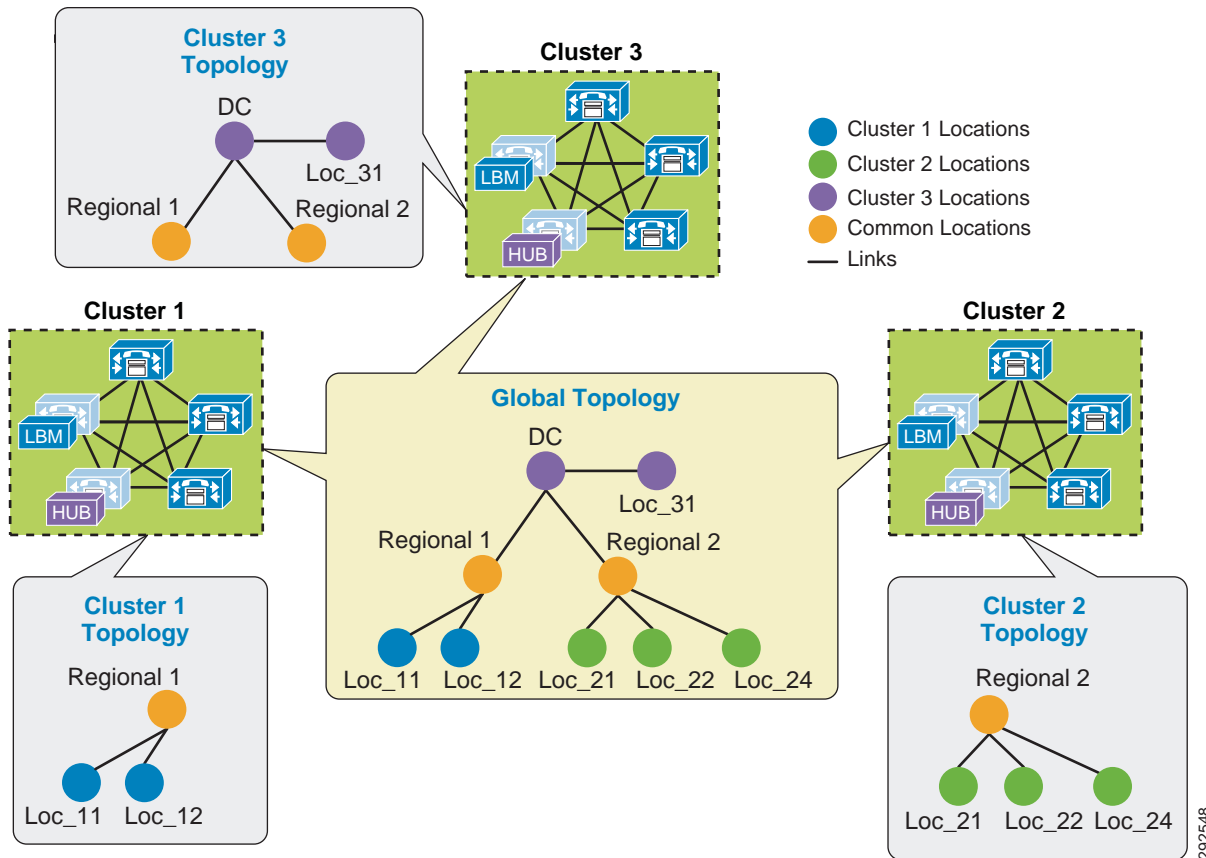 Cluster 3
Topology
DC
Loc_31
Regional 1
Regional 2
Cluster 3
LBM
HUB
Cluster 1 Locations
Cluster 2 Locations
Cluster 3 Locations
Common Locations
Links
Cluster 1
LBM
HUB
Cluster 2
LBM
HUB
Global Topology
DC
Loc_31
Regional 1
Regional 2
Loc_11
Loc_12
Loc_21
Loc_22
Loc_24
Cluster 1
Topology
Regional 1
Loc_11
Loc_12
Cluster 2
Topology
Regional 2
Loc_21
Loc_22
Loc_24
292548